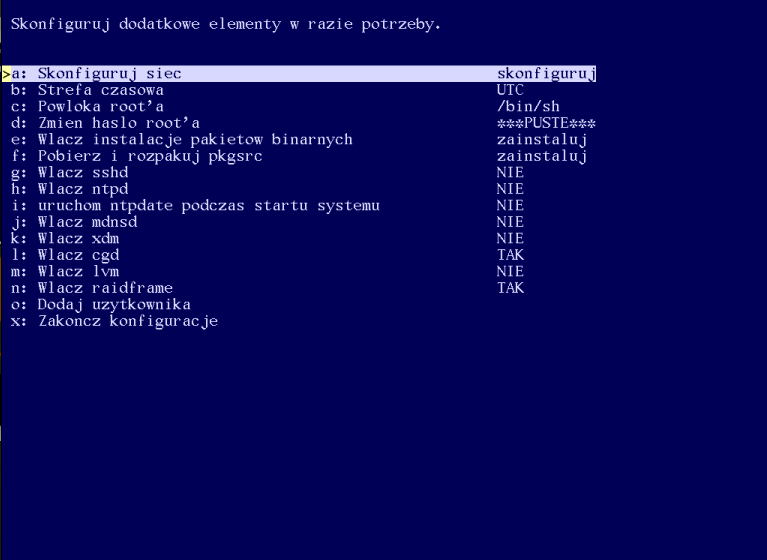 Skonfiguruj dodatkowe elementy w razie potrzeby.
>a: Skonfiguruj siec skonfiguruj
b: Strefa czasowa UTC
c: Powloka root'a /bin/sh
d: Zmien haslo root'a ***PUSTE***
e: Wlacz instalacje pakietow binarnych zainstaluj
f: Pobierz i rozpakuj pkgsrc zainstaluj
g: Wlacz sshd NIE
h: Wlacz ntpd NIE
i: uruchom ntpdate podczas startu systemu NIE
j: Wlacz mdnsd NIE
k: Wlacz xdm NIE
l: Wlacz cgd TAK
m: Wlacz lvm NIE
n: Wlacz raidframe TAK
o: Dodaj uzytkownika
x: Zakoncz konfiguracje